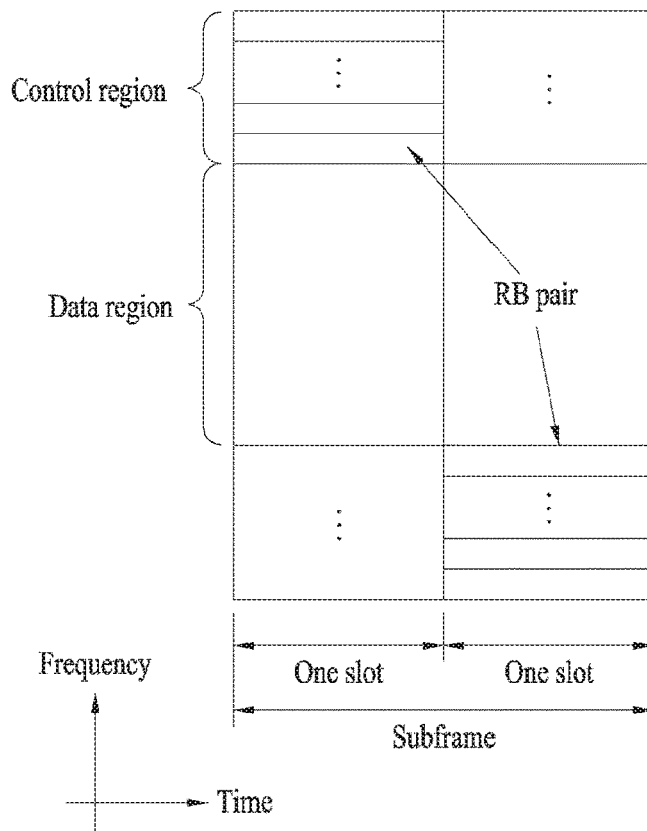 Control region
Data region
RB pair
One slot
One slot
Frequency
Subframe
Time